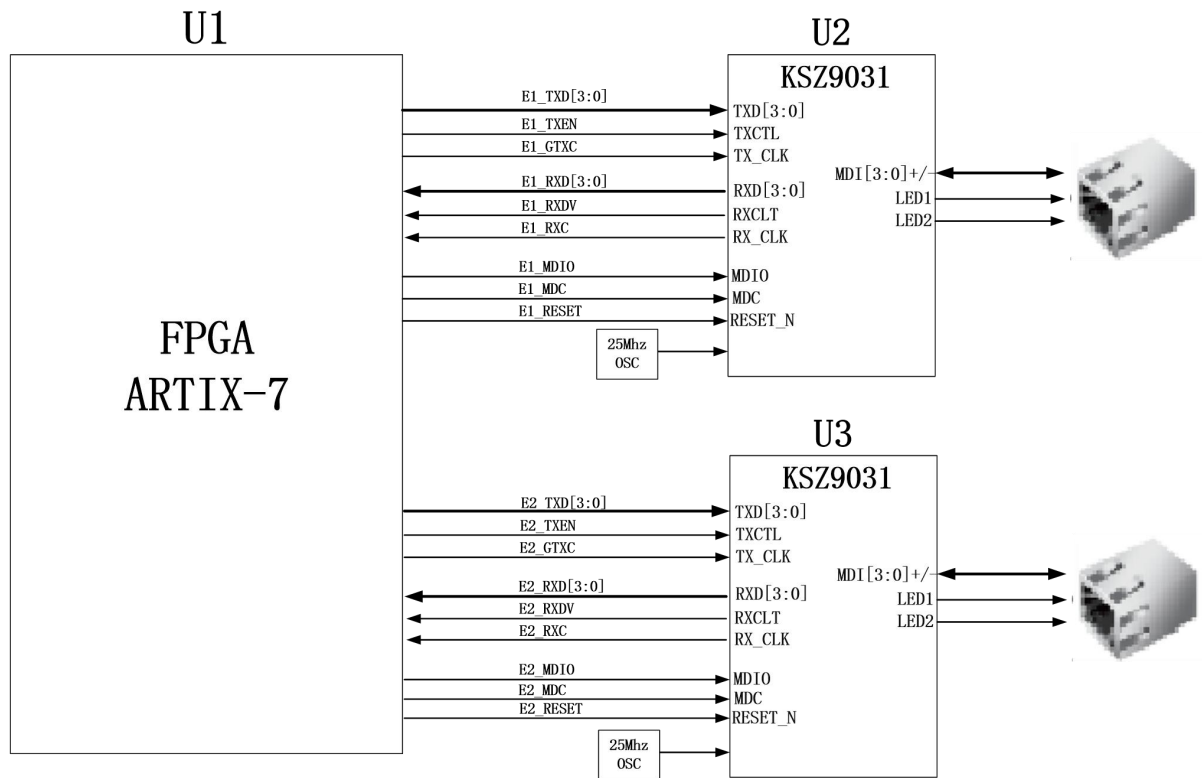 U1
FPGA
ARTIX-7
E1_TXD[3:0]
E1_TXEN
E1_GTXC
E1_RXD[3:0]
E1_RXDV
E1_RXC
E1_MDIO
E1_MDC
E1_RESET
25Mhz
OSC
U2
KSZ9031
TXD[3:0]
TXCTL
TX_CLK
RXD[3:0]
RXCLT
RX_CLK
MDIO
MDC
RESET_N
MDI[3:0]+/-
LED1
LED2
E2_TXD[3:0]
E2_TXEN
E2_GTXC
E2_RXD[3:0]
E2_RXDV
E2_RXC
E2_MDIO
E2_MDC
E2_RESET
25Mhz
OSC
U3
KSZ9031
TXD[3:0]
TXCTL
TX_CLK
RXD[3:0]
RXCLT
RX_CLK
MDIO
MDC
RESET_N
MDI[3:0]+/-
LED1
LED2